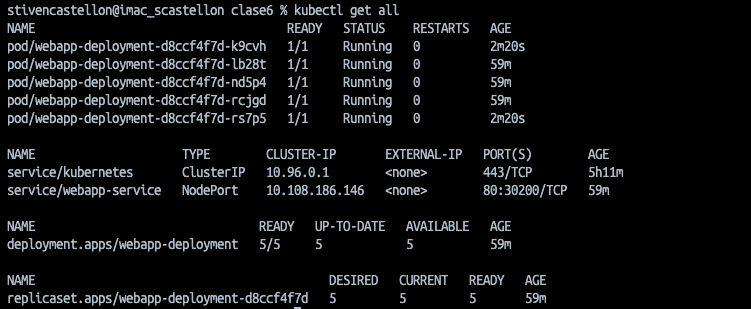 stivencastellon@imac_scastellon clase6 % kubectl get all
NAME READY STATUS RESTARTS AGE
pod/webapp-deployment-d8ccf4f7d-k9cvh 1/1 Running 0 2m20s
pod/webapp-deployment-d8ccf4f7d-lb28t 1/1 Running 0 59m
pod/webapp-deployment-d8ccf4f7d-nd5p4 1/1 Running 0 59m
pod/webapp-deployment-d8ccf4f7d-rcjgd 1/1 Running 0 59m
pod/webapp-deployment-d8ccf4f7d-rs7p5 1/1 Running 0 2m20s
NAME TYPE CLUSTER-IP EXTERNAL-IP PORT(S) AGE
service/kubernetes ClusterIP 10.96.0.1 <none> 443/TCP 5h11m
service/webapp-service NodePort 10.108.186.146 <none> 80:30200/TCP 59m
NAME READY UP-TO-DATE AVAILABLE AGE
deployment.apps/webapp-deployment 5/5 5 5 59m
NAME DESIRED CURRENT READY AGE
replicaset.apps/webapp-deployment-d8ccf4f7d 5 5 5 59m